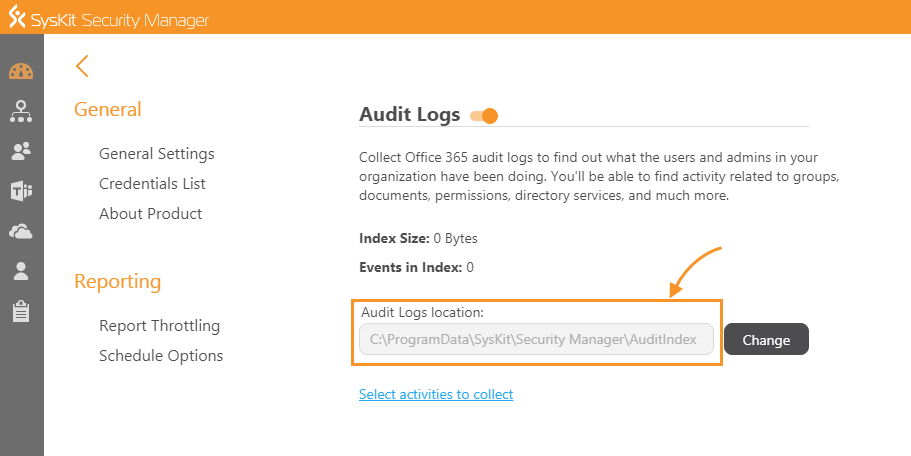 SysKit Security Manager
General
General Settings
Credentials List
About Product
Reporting
Report Throttling
Schedule Options
Audit Logs
Collect Office 365 audit logs to find out what the users and admins in your
organization have been doing. You'll be able to find activity related to groups,
documents, permissions, directory services, and much more.
Index Size: 0 Bytes
Events in Index: 0
Audit Logs location:
C:\ProgramData\SysKit\Security Manager\AuditIndex
Change
Select activities to collect